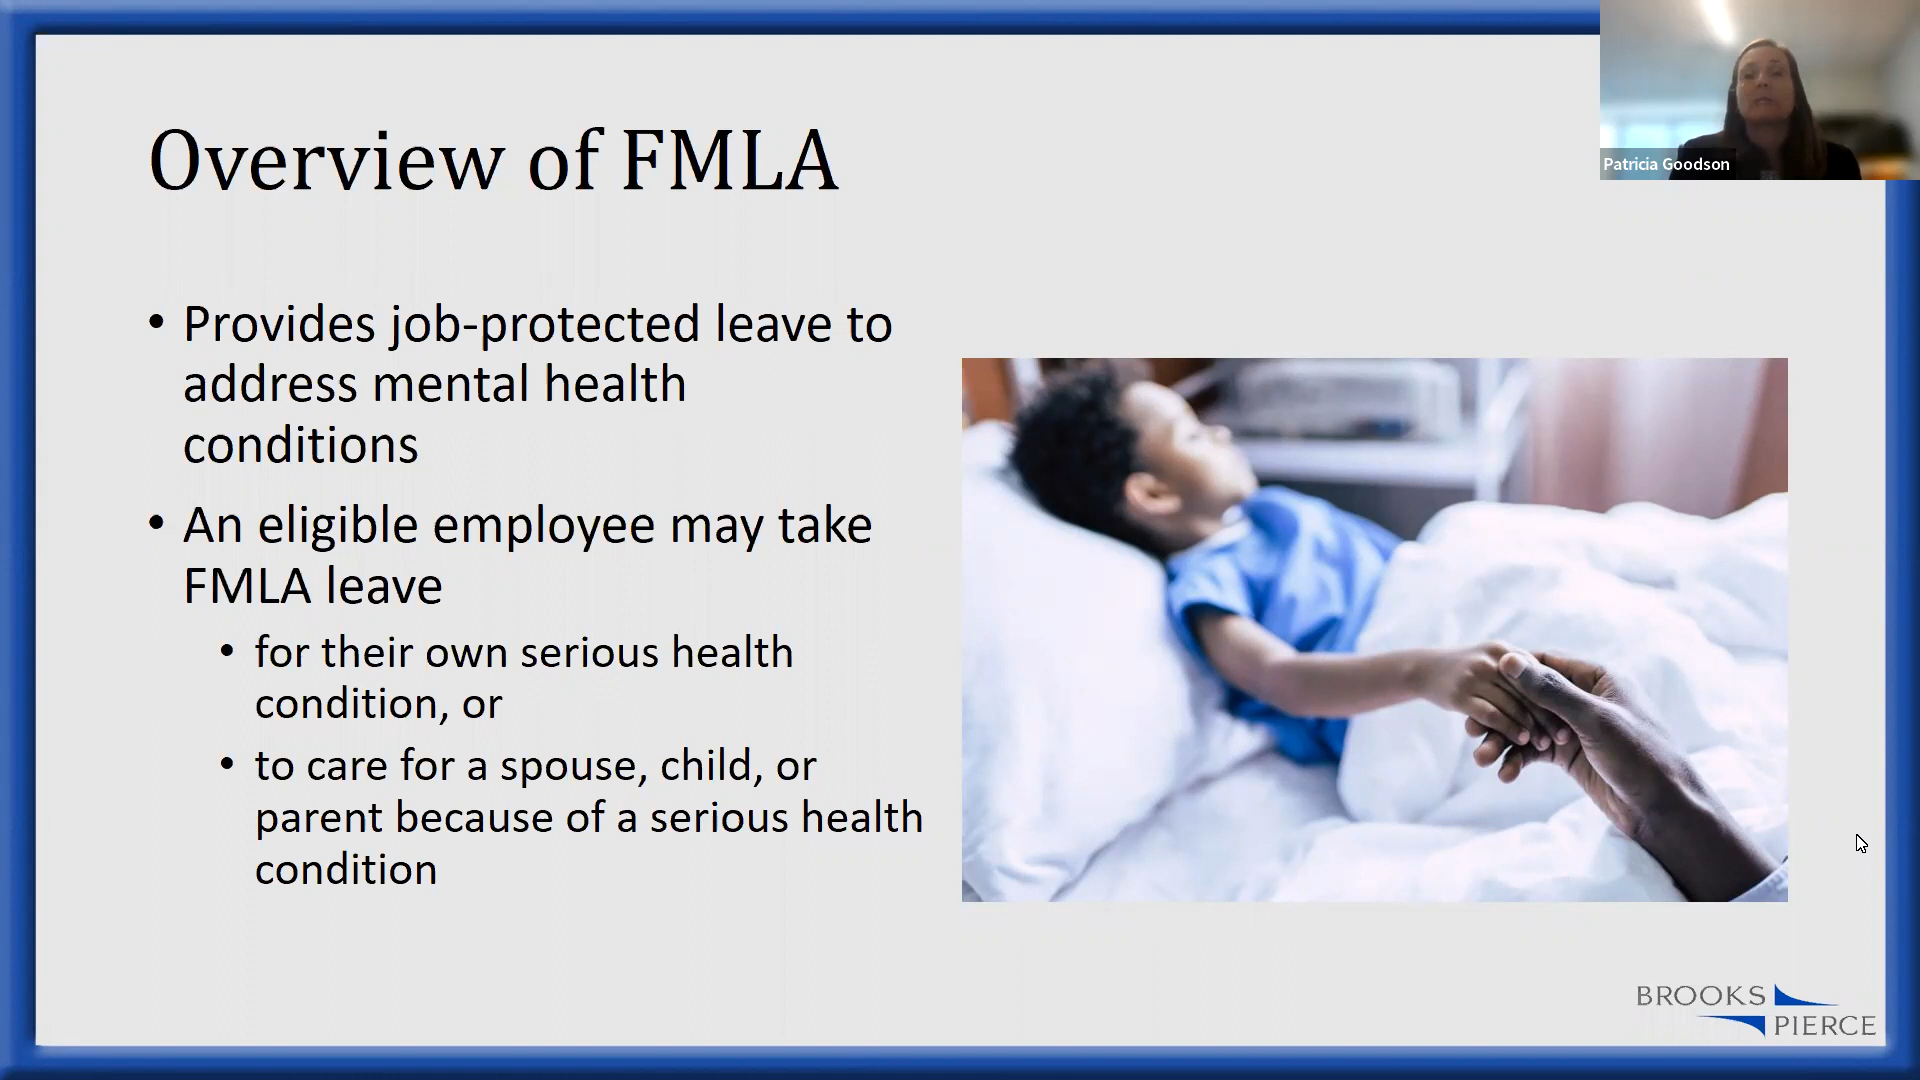 Overview of FMLA
Patricia Goodson
• Provides job-protected leave to
address mental health
conditions
• An eligible employee may take
FMLA leave
• for their own serious health
condition, or
• to care for a spouse, child, or
parent because of a serious health
condition
BROOKS
PIERCE